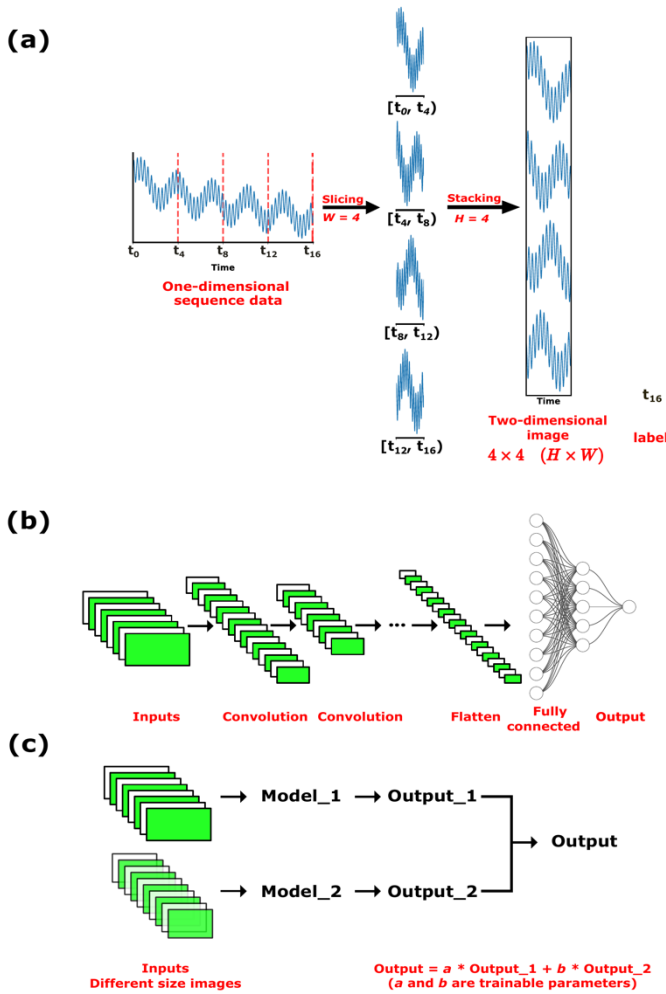 (a)
[t0, t4)
Slicing
W = 4
[t4, t8)
Stacking
H = 4
t0 t4 t8 t12 t16
Time
One-dimensional
sequence data
[t8, t12)
[t12, t16)
Time
Two-dimensional
image
4 × 4 (H × W)
t16
label
(b)
Inputs Convolution Convolution Flatten Fully
connected Output
(c)
Model_1 Output_1
Output
Model_2 Output_2
Inputs
Different size images
Output = a * Output_1 + b * Output_2
(a and b are trainable parameters)